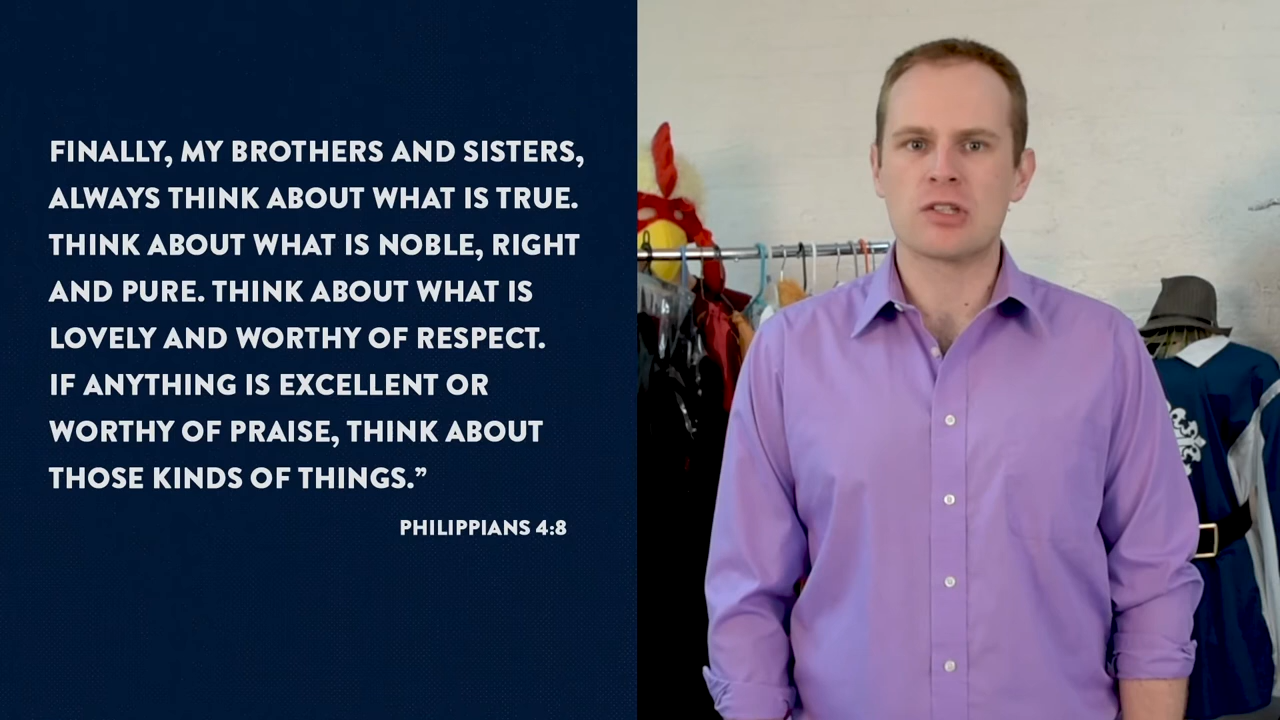 FINALLY, MY BROTHERS AND SISTERS,
ALWAYS THINK ABOUT WHAT IS TRUE.
THINK ABOUT WHAT IS NOBLE, RIGHT
AND PURE. THINK ABOUT WHAT IS
LOVELY AND WORTHY OF RESPECT.
IF ANYTHING IS EXCELLENT OR
WORTHY OF PRAISE, THINK ABOUT
THOSE KINDS OF THINGS.”
PHILIPPIANS 4:8